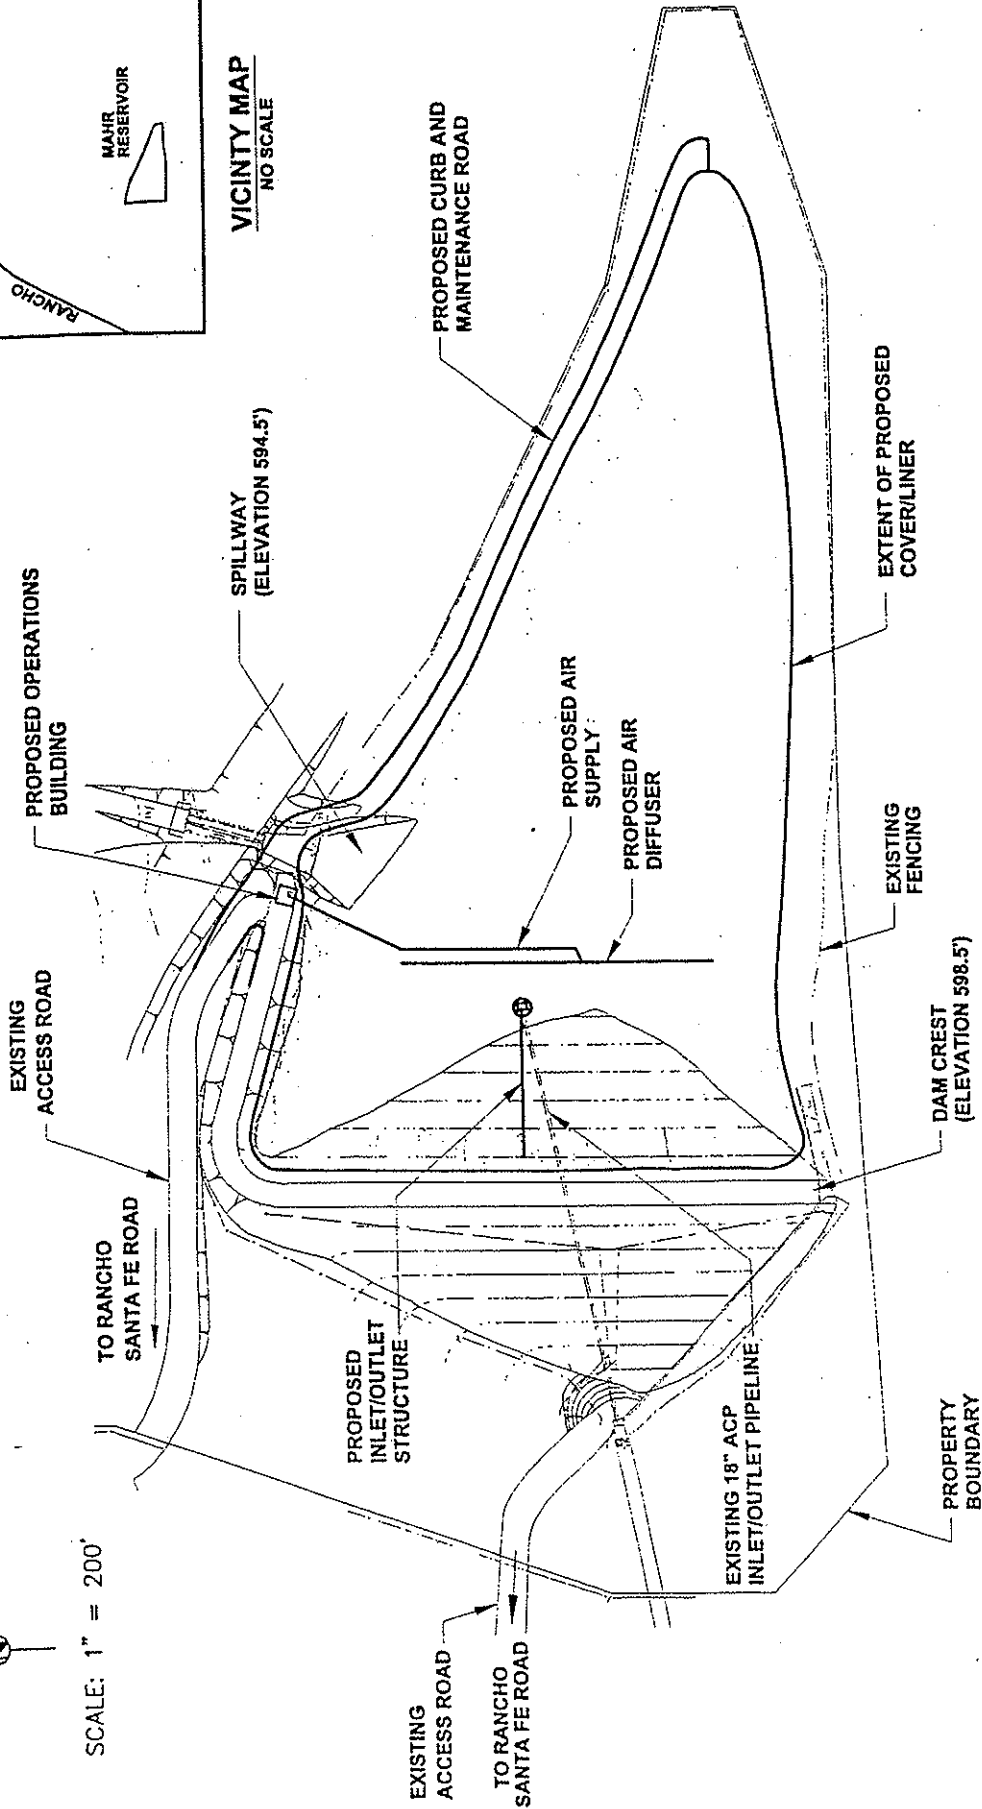 MAHR
RESERVOIR
RANCHO
VICINITY MAP
NO SCALE
PROPOSED CURB AND
MAINTENANCE ROAD
SPILLWAY
(ELEVATION 594.5')
PROPOSED OPERATIONS
BUILDING
EXISTING
ACCESS ROAD
TO RANCHO
SANTA FE ROAD
SCALE: 1" = 200'
PROPOSED AIR
SUPPLY
PROPOSED AIR
DIFFUSER
EXTENT OF PROPOSED
COVER/LINER
EXISTING
FENCING
DAM CREST
(ELEVATION 598.5')
PROPOSED
INLET/OUTLET
STRUCTURE
EXISTING 18" ACP
INLET/OUTLET PIPELINE
PROPERTY
BOUNDARY
EXISTING
ACCESS ROAD
TO RANCHO
SANTA FE ROAD